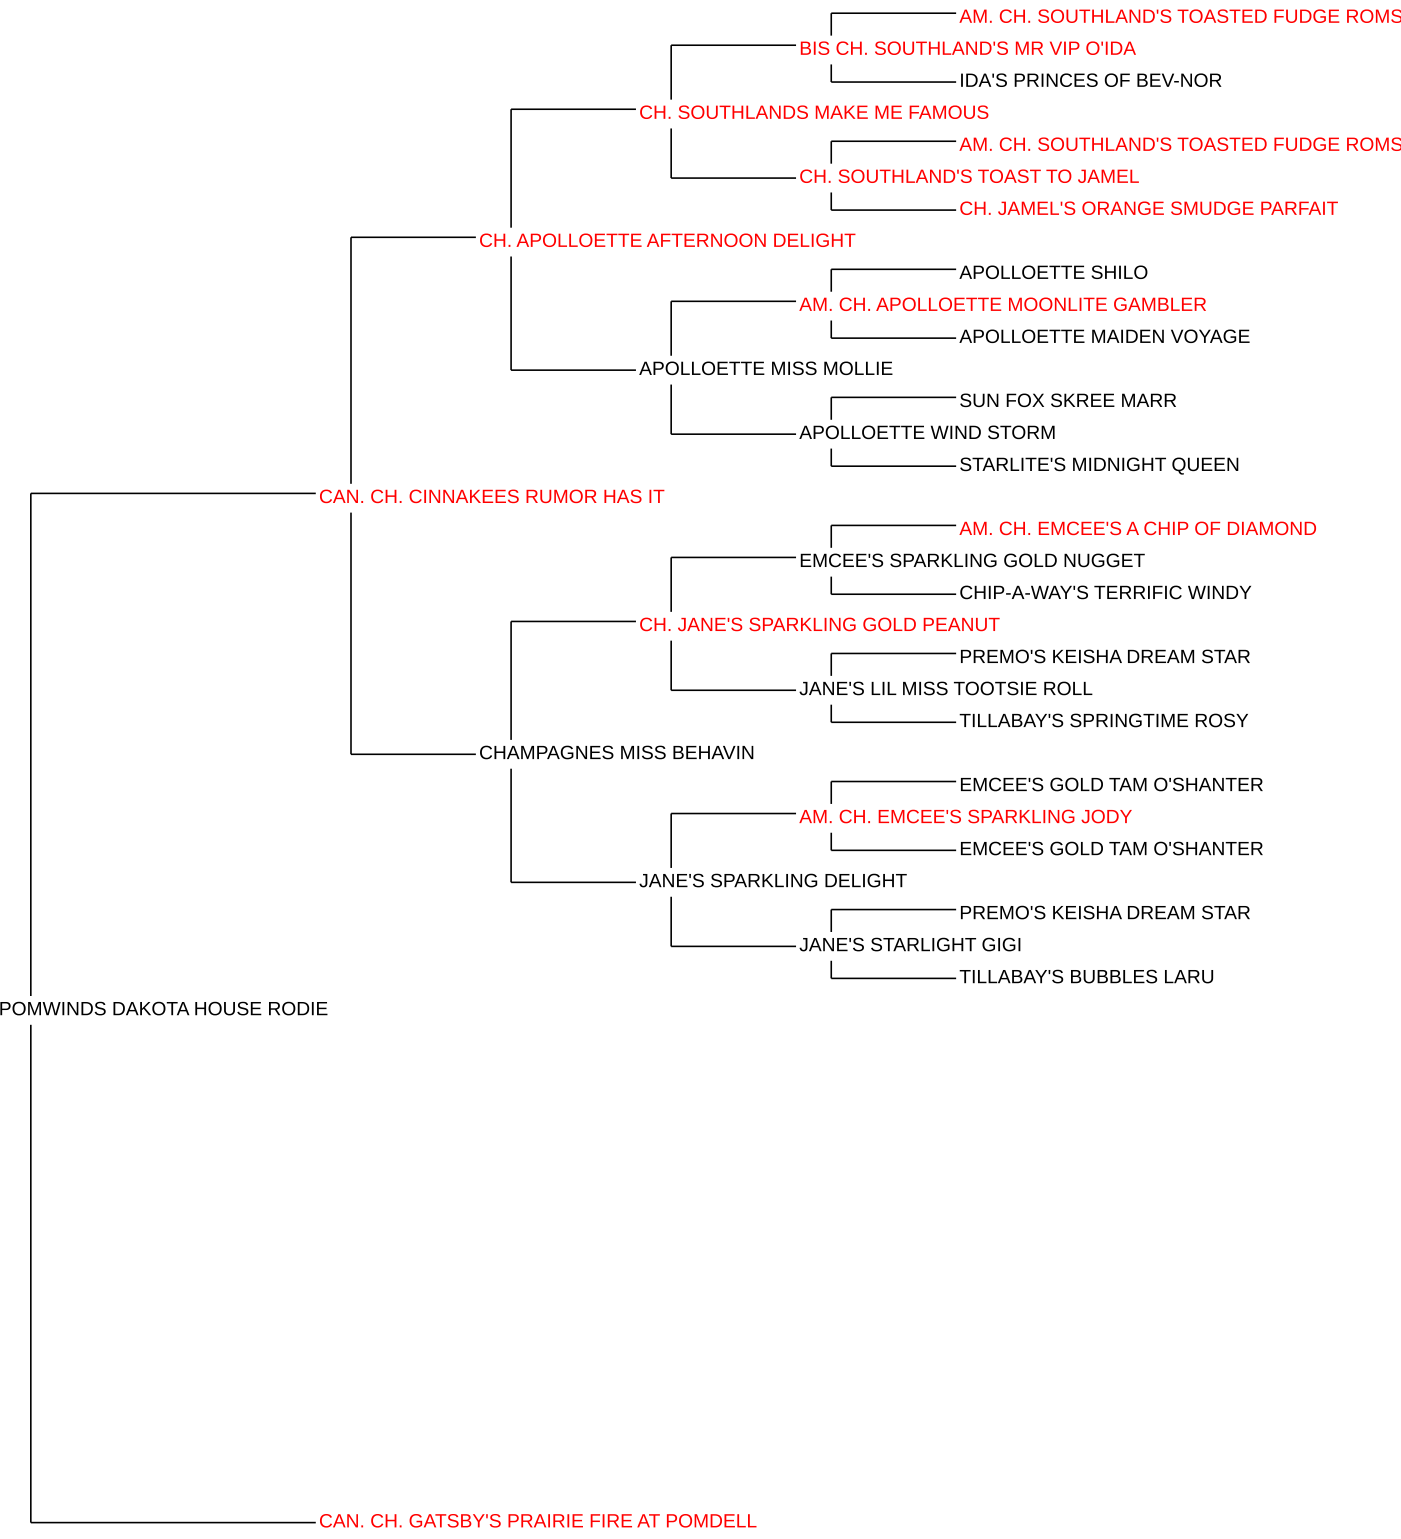 AM. CH. SOUTHLAND'S TOASTED FUDGE ROMS
BIS CH. SOUTHLAND'S MR VIP O'IDA
IDA'S PRINCES OF BEV-NOR
CH. SOUTHLANDS MAKE ME FAMOUS
AM. CH. SOUTHLAND'S TOASTED FUDGE ROMS
CH. SOUTHLAND'S TOAST TO JAMEL
CH. JAMEL'S ORANGE SMUDGE PARFAIT
CH. APOLLOETTE AFTERNOON DELIGHT
APOLLOETTE SHILO
AM. CH. APOLLOETTE MOONLITE GAMBLER
APOLLOETTE MAIDEN VOYAGE
APOLLOETTE MISS MOLLIE
SUN FOX SKREE MARR
APOLLOETTE WIND STORM
STARLITE'S MIDNIGHT QUEEN
CAN. CH. CINNAKEES RUMOR HAS IT
AM. CH. EMCEE'S A CHIP OF DIAMOND
EMCEE'S SPARKLING GOLD NUGGET
CHIP-A-WAY'S TERRIFIC WINDY
CH. JANE'S SPARKLING GOLD PEANUT
PREMO'S KEISHA DREAM STAR
JANE'S LIL MISS TOOTSIE ROLL
TILLABAY'S SPRINGTIME ROSY
CHAMPAGNES MISS BEHAVIN
EMCEE'S GOLD TAM O'SHANTER
AM. CH. EMCEE'S SPARKLING JODY
EMCEE'S GOLD TAM O'SHANTER
JANE'S SPARKLING DELIGHT
PREMO'S KEISHA DREAM STAR
JANE'S STARLIGHT GIGI
TILLABAY'S BUBBLES LARU
POMWINDS DAKOTA HOUSE RODIE
CAN. CH. GATSBY'S PRAIRIE FIRE AT POMDELL